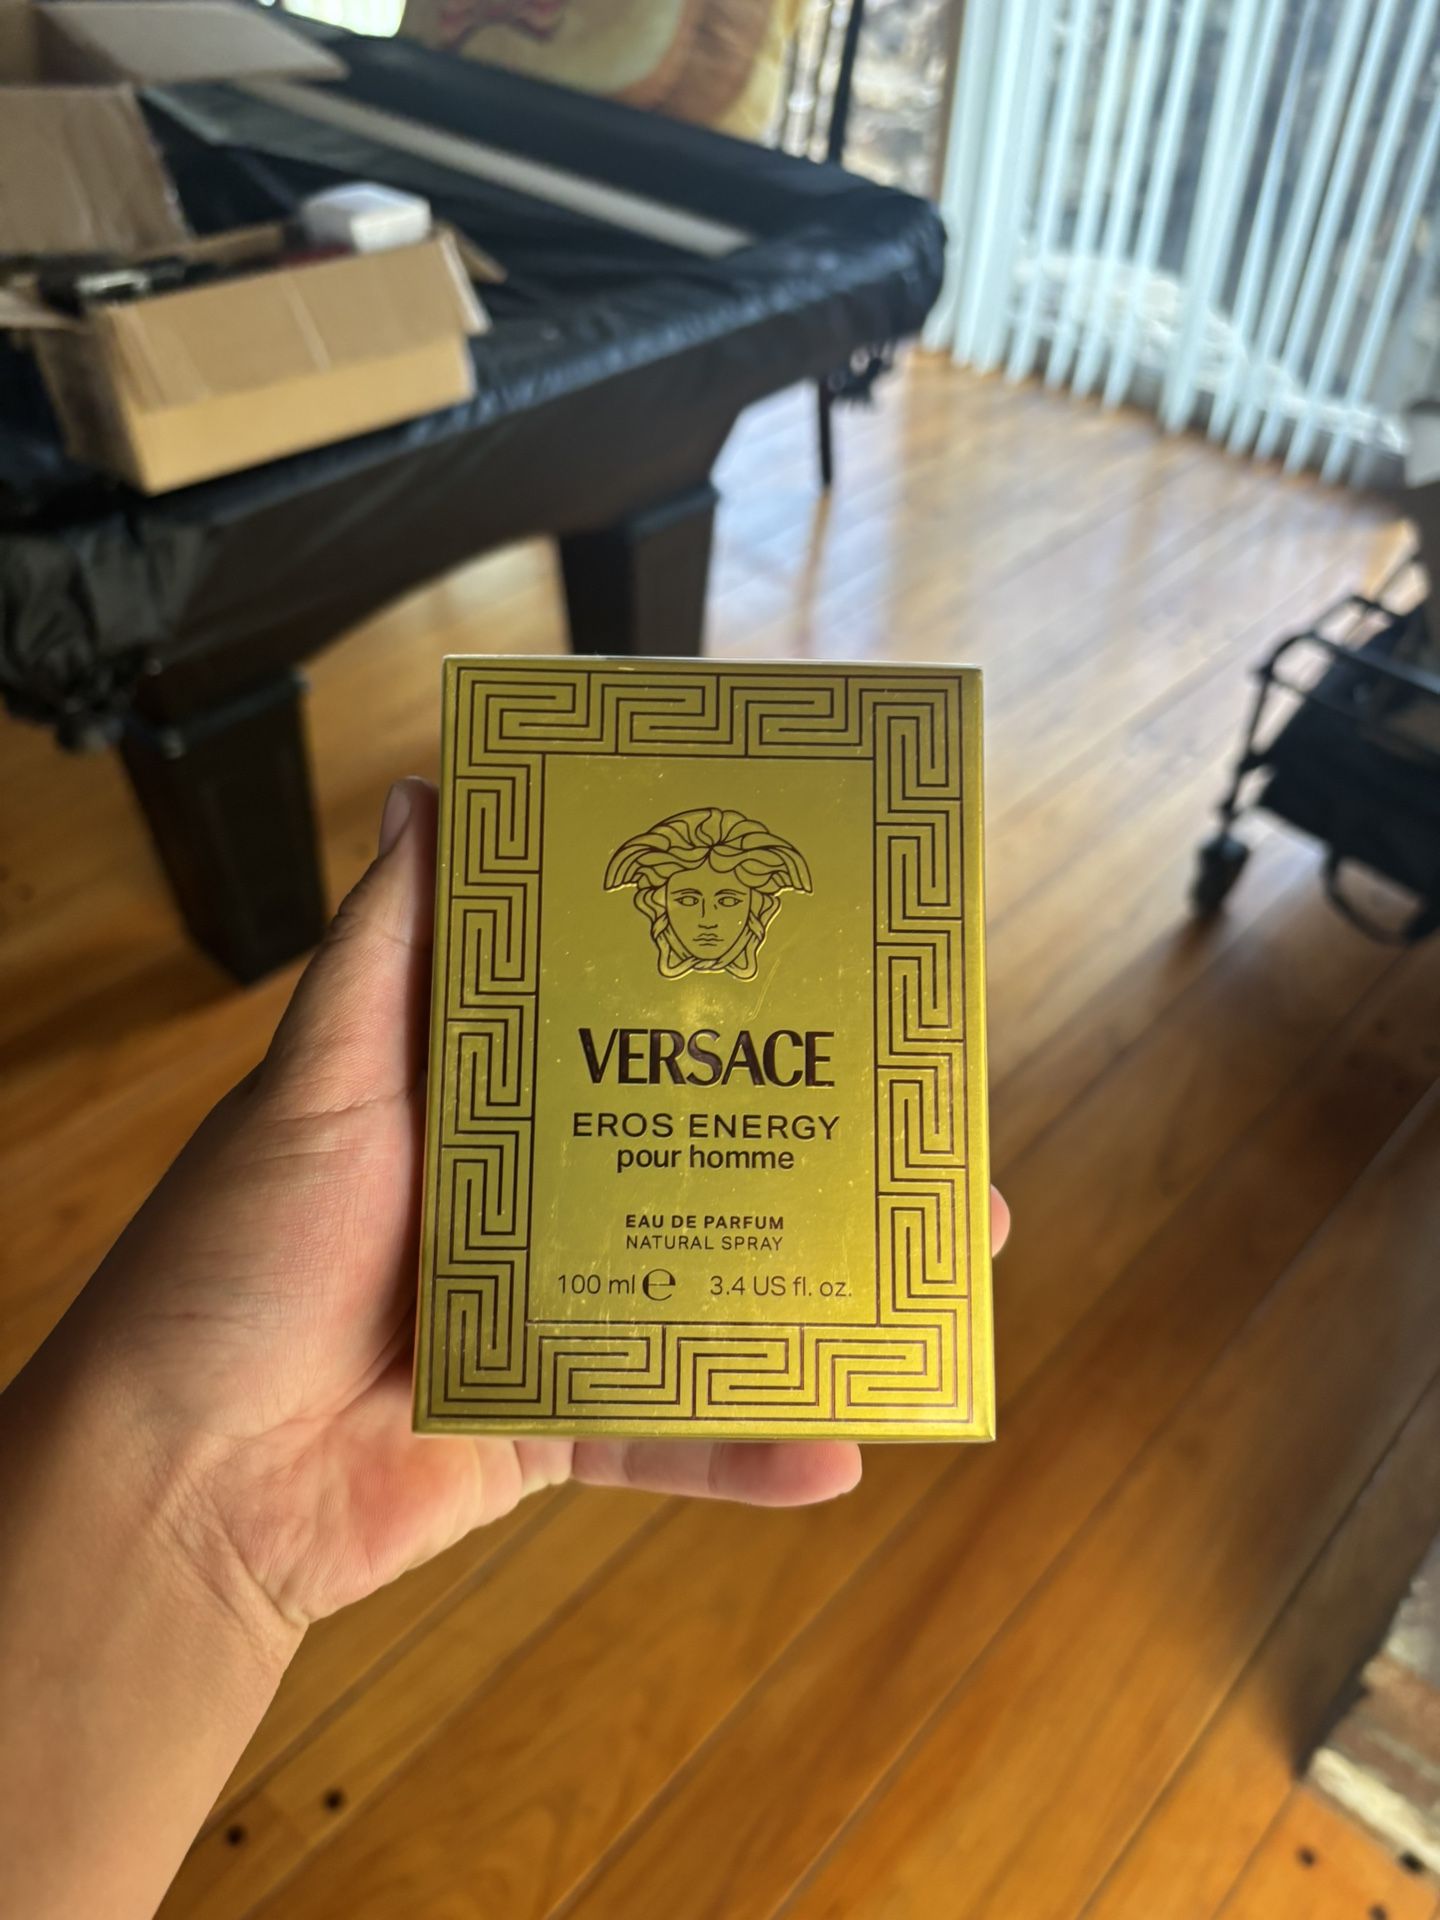 VERSACE
EROS ENERGY
pour homme
EAU DE PARFUM
NATURAL SPRAY
100 ml ℮ 3.4 US fl. oz.